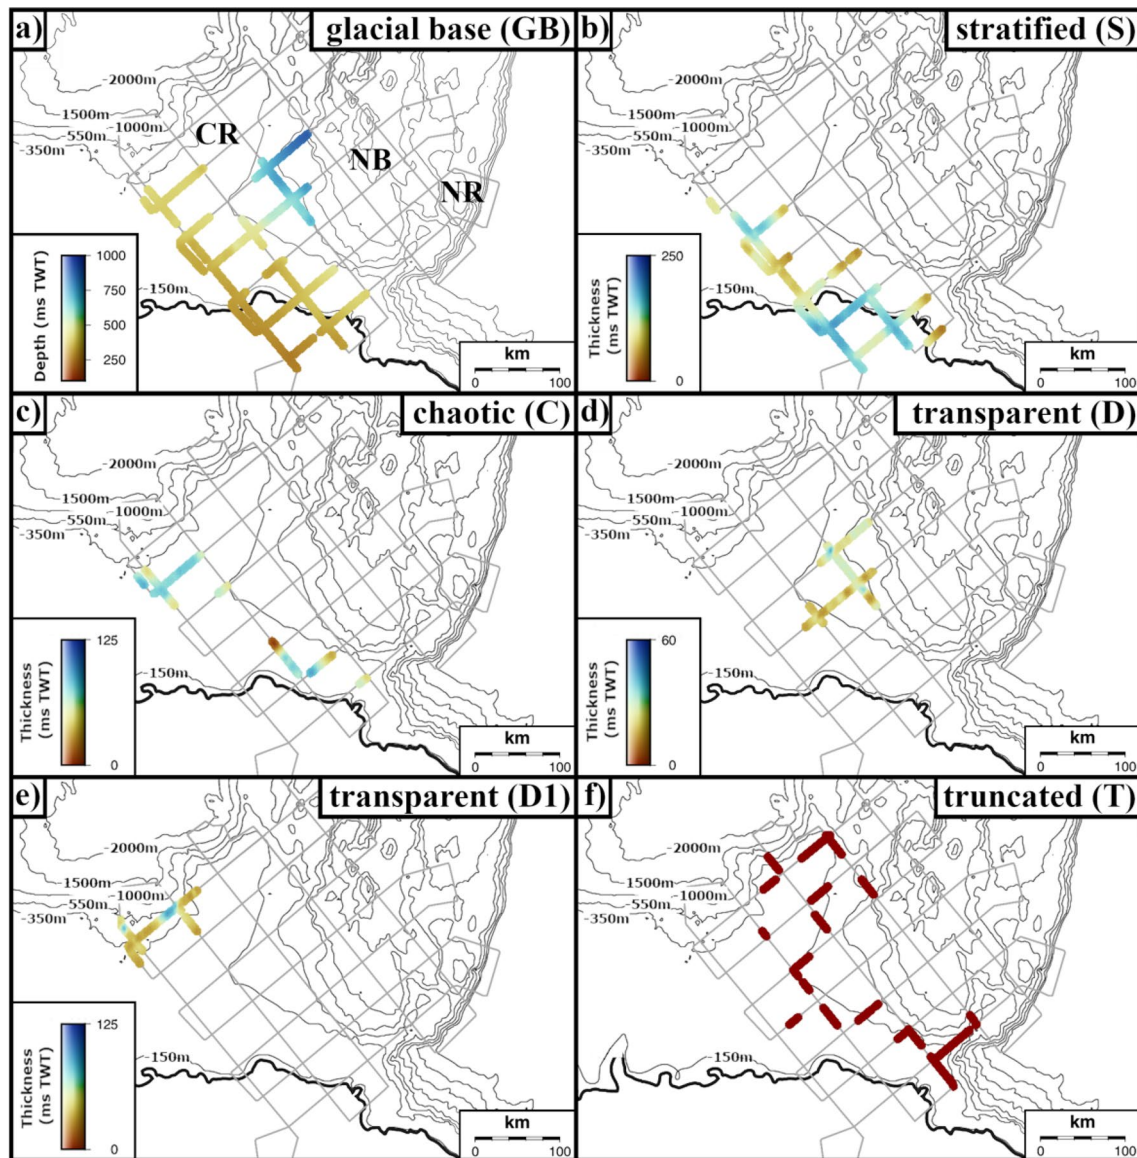 a)
glacial base (GB)
-2000m
1500m
-1000m
-550m
-350m
CR
NB
NR
-150m
Depth (ms TWT)
1000
750
500
250
km
0
100
b)
stratified (S)
-2000m
1500m
-1000m
-550m
-350m
-150m
Thickness
(ms TWT)
250
0
km
0
100
c)
chaotic (C)
-2000m
1500m
-1000m
-550m
-350m
-150m
Thickness
(ms TWT)
125
0
km
0
100
d)
transparent (D)
-2000m
1500m
-1000m
-550m
-350m
-150m
Thickness
(ms TWT)
60
0
km
0
100
e)
transparent (D1)
-2000m
1500m
-1000m
550m
-350m
-150m
Thickness
(ms TWT)
125
0
km
0
100
f)
truncated (T)
-2000m
1500m
-1000m
-550m
-350m
-150m
km
0
100